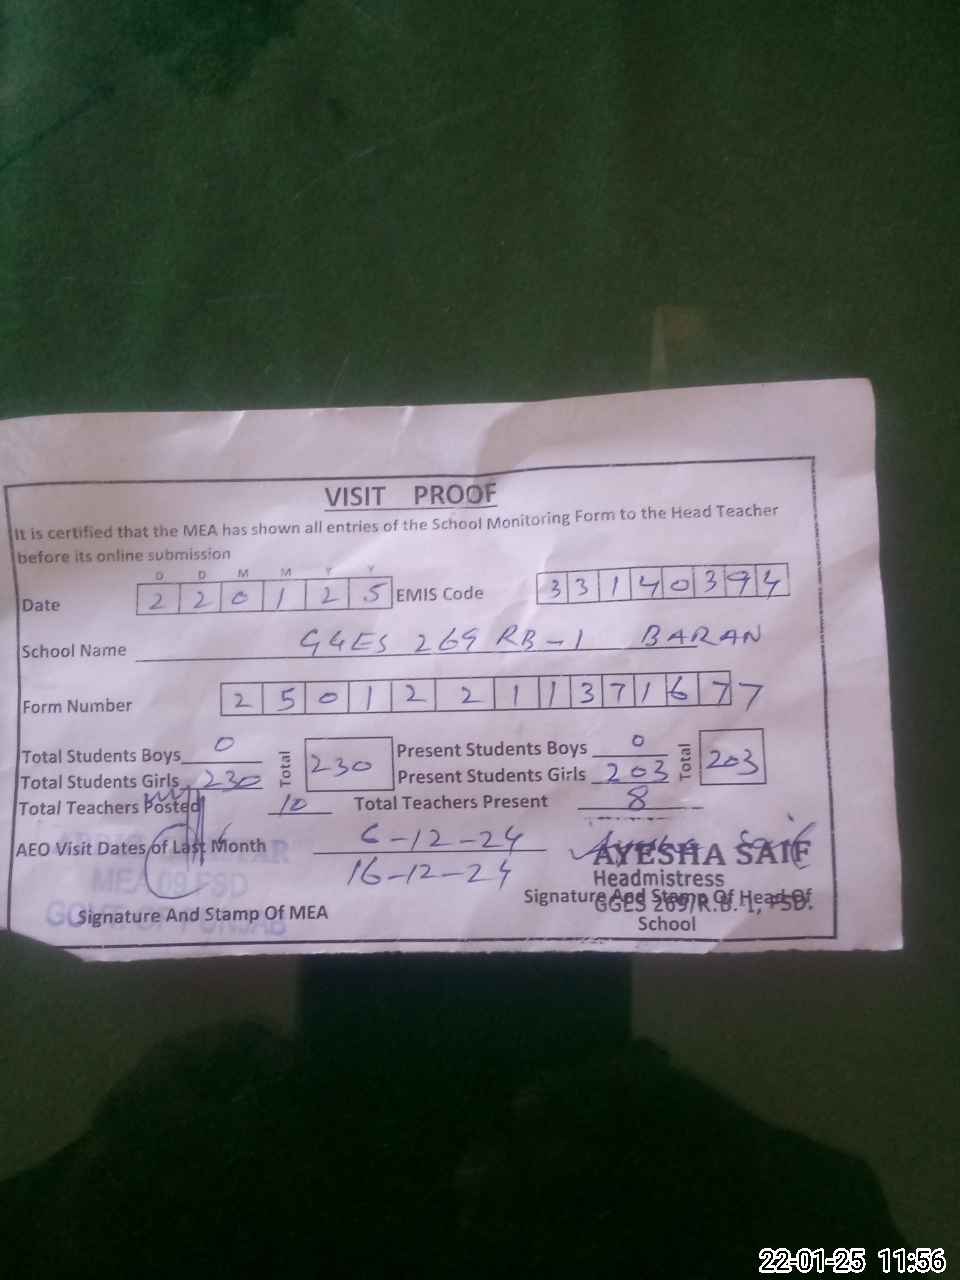 VISIT PROOF
It is certified that the MEA has shown all entries of the School Monitoring Form to the Head Teacher
before its online submission
D D M M Y Y
Date 2 2 0 1 2 5 EMIS Code 3 3 1 4 0 3 9 4
School Name GGES 269 RB-1 BARAN
Form Number 2 5 0 1 2 2 1 1 3 7 1 6 7 7
Total Students Boys 0 Total 230 Present Students Boys 0 Total 203
Total Students Girls 230 Present Students Girls 203
Total Teachers Posted 10 Total Teachers Present 8
AEO Visit Dates of Last Month 6-12-24
16-12-24
AYESHA SAIF
Headmistress
GGES 269/R.B.-1, FSD.
MEA 09 FSD
GOVT OF PUNJAB
Signature And Stamp Of MEA
Signature And Stamp Of Head Of
School
22-01-25 11:56